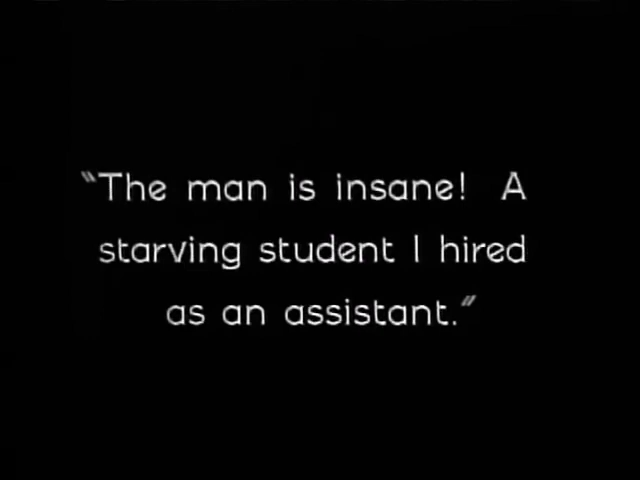 "The man is insane! A
starving student I hired
as an assistant."